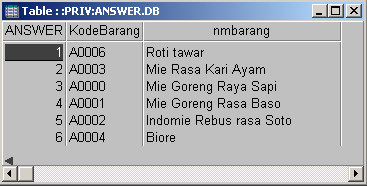 Table : :PRIV:ANSWER.DB
ANSWER KodeBarang nmbarang
1 A0006 Roti tawar
2 A0003 Mie Rasa Kari Ayam
3 A0000 Mie Goreng Raya Sapi
4 A0001 Mie Goreng Rasa Baso
5 A0002 Indomie Rebus rasa Soto
6 A0004 Biore